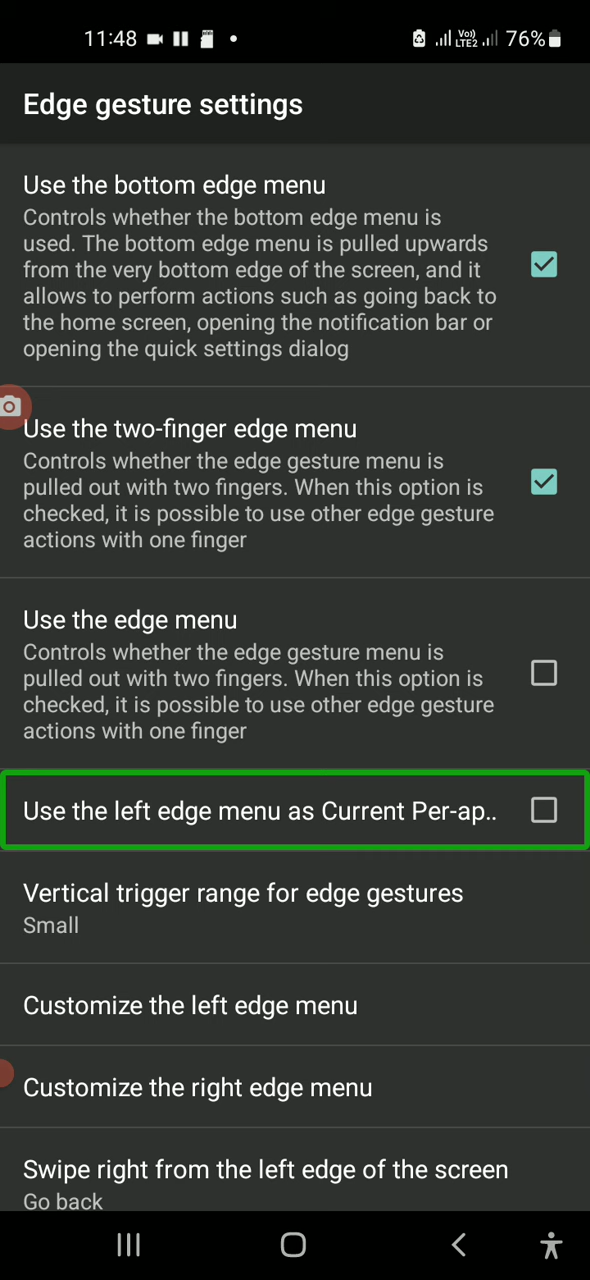 11:48
Vo))
LTE2
76%
Edge gesture settings
Use the bottom edge menu
Controls whether the bottom edge menu is
used. The bottom edge menu is pulled upwards
from the very bottom edge of the screen, and it
allows to perform actions such as going back to
the home screen, opening the notification bar or
opening the quick settings dialog
Use the two-finger edge menu
Controls whether the edge gesture menu is
pulled out with two fingers. When this option is
checked, it is possible to use other edge gesture
actions with one finger
Use the edge menu
Controls whether the edge gesture menu is
pulled out with two fingers. When this option is
checked, it is possible to use other edge gesture
actions with one finger
Use the left edge menu as Current Per-ap..
Vertical trigger range for edge gestures
Small
Customize the left edge menu
Customize the right edge menu
Swipe right from the left edge of the screen
Go back